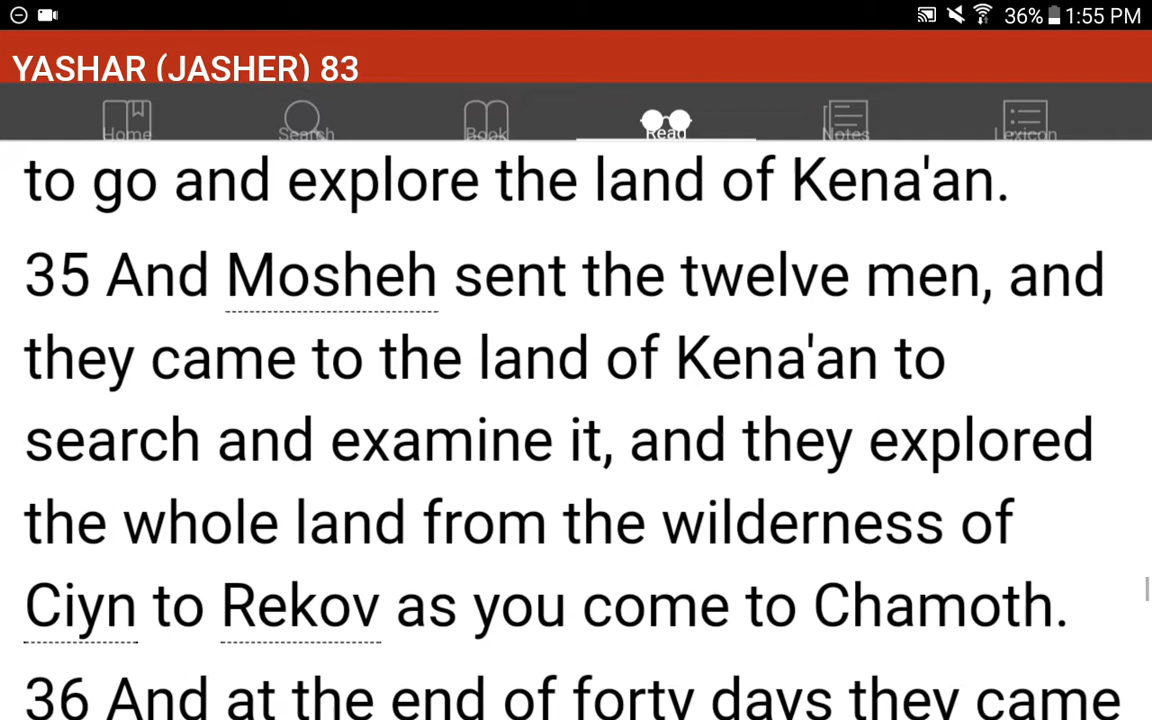 36% 1:55 PM
YASHAR (JASHER) 83
Home Search Book Read Notes Lexicon
to go and explore the land of Kena'an.
35 And Mosheh sent the twelve men, and
they came to the land of Kena'an to
search and examine it, and they explored
the whole land from the wilderness of
Ciyn to Rekov as you come to Chamoth.
36 And at the end of forty days they came